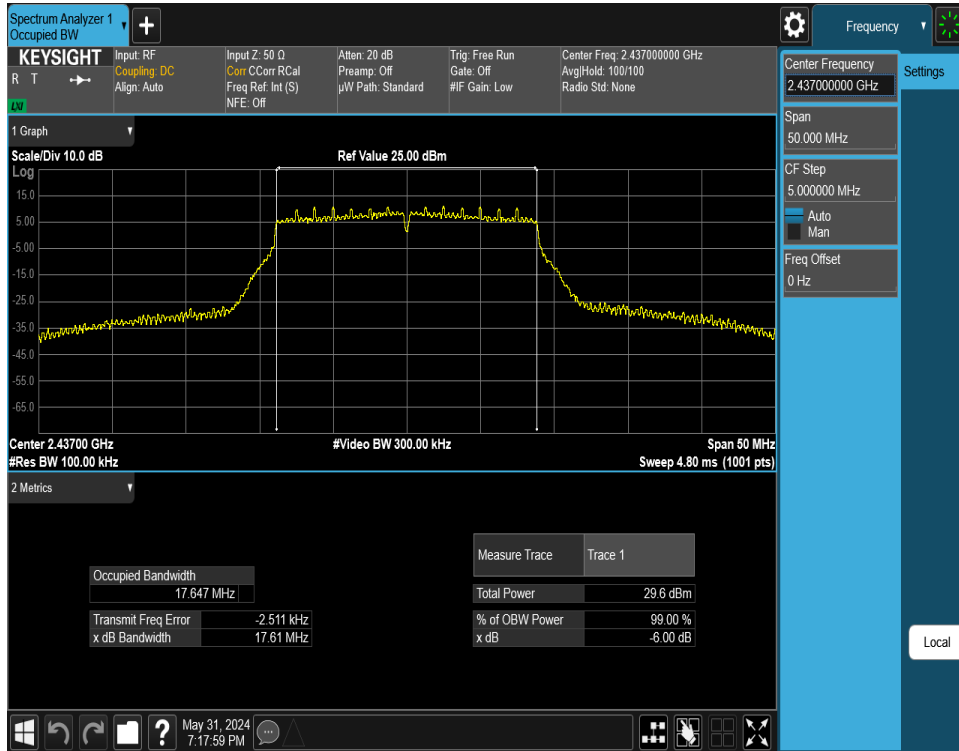 Spectrum Analyzer 1
Occupied BW
+
Frequency
KEYSIGHT
R T
LXI
Input: RF
Coupling: DC
Align: Auto
Input Z: 50 Ω
Corr CCorr RCal
Freq Ref: Int (S)
NFE: Off
Atten: 20 dB
Preamp: Off
µW Path: Standard
Trig: Free Run
Gate: Off
#IF Gain: Low
Center Freq: 2.437000000 GHz
Avg|Hold: 100/100
Radio Std: None
Center Frequency
2.437000000 GHz
Settings
Span
50.000 MHz
CF Step
5.000000 MHz
Auto
Man
Freq Offset
0 Hz
Local
1 Graph
Scale/Div 10.0 dB
Ref Value 25.00 dBm
Log
15.0
5.00
-5.00
-15.0
-25.0
-35.0
-45.0
-55.0
-65.0
Center 2.43700 GHz
#Video BW 300.00 kHz
Span 50 MHz
#Res BW 100.00 kHz
Sweep 4.80 ms (1001 pts)
2 Metrics
Occupied Bandwidth
17.647 MHz
Transmit Freq Error -2.511 kHz
x dB Bandwidth 17.61 MHz
Measure Trace Trace 1
Total Power 29.6 dBm
% of OBW Power 99.00 %
x dB -6.00 dB
?
May 31, 2024
7:17:59 PM